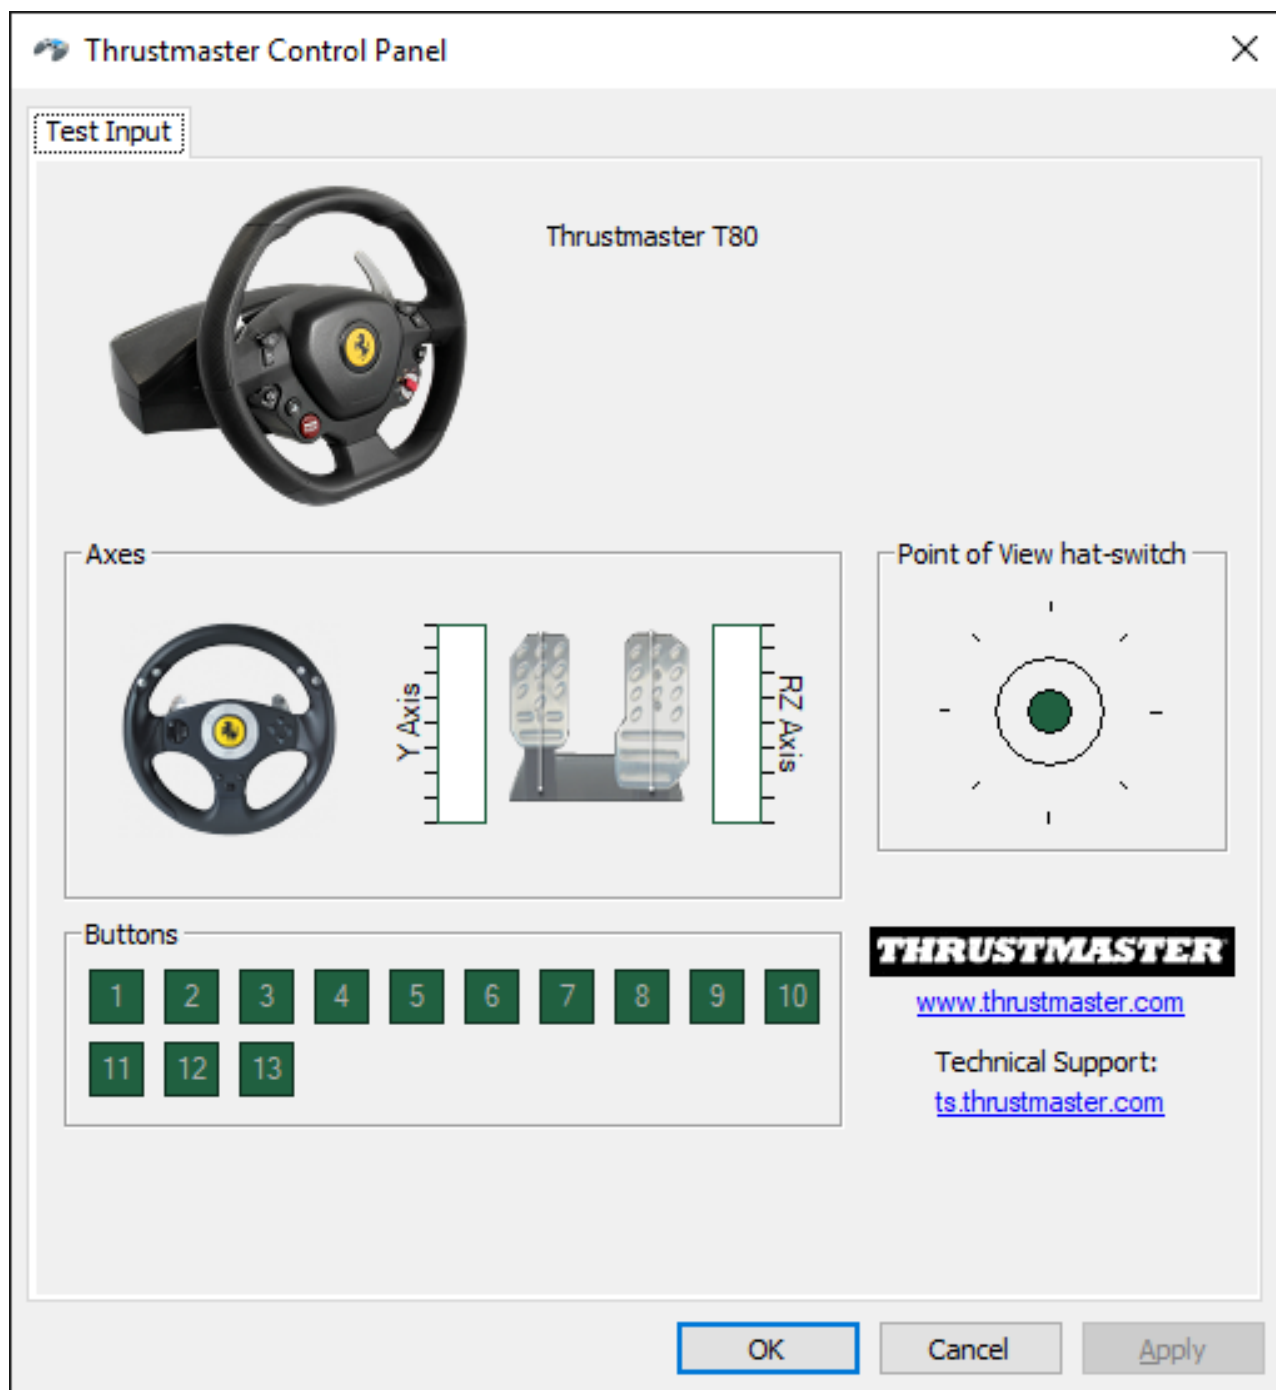 Thrustmaster Control Panel
Test Input
Thrustmaster T80
Axes
Y Axis
RZ Axis
Point of View hat-switch
Buttons
1 2 3 4 5 6 7 8 9 10
11 12 13
THRUSTMASTER
www.thrustmaster.com
Technical Support:
ts.thrustmaster.com
OK Cancel Apply